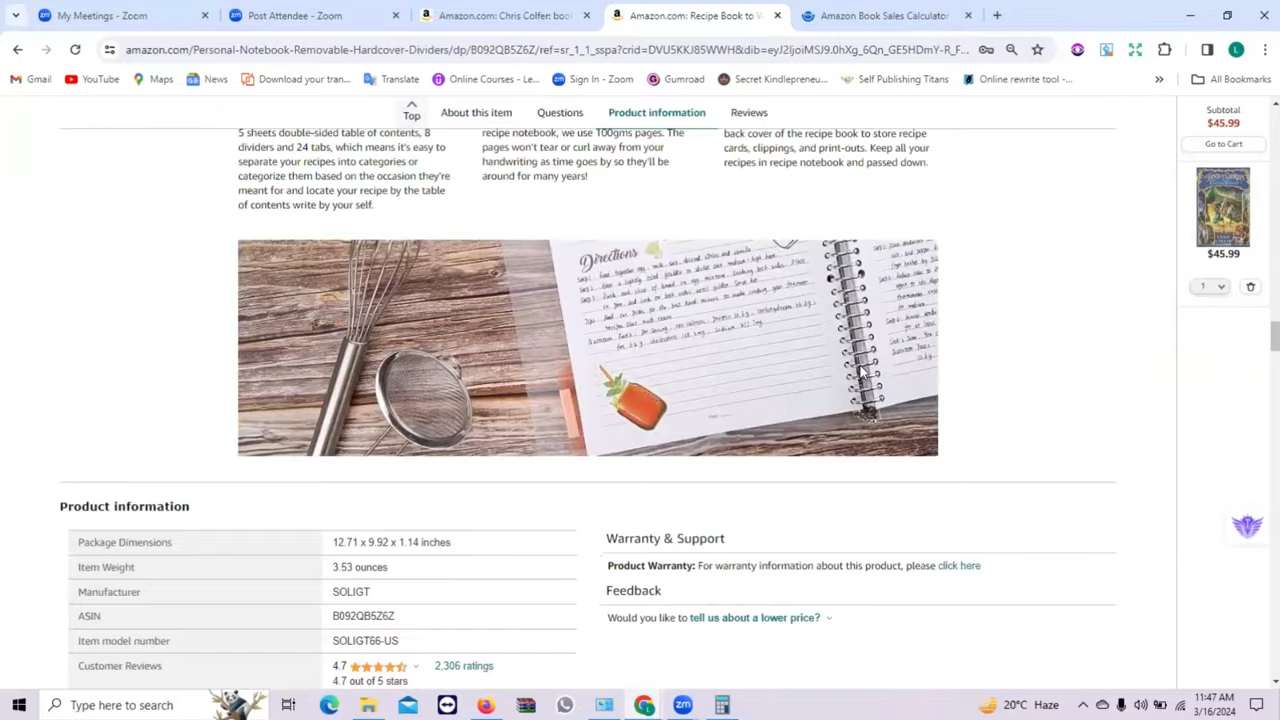 My Meetings - Zoom
Post Attendee - Zoom
Amazon.com: Chris Colfer: boo
Amazon.com: Recipe Book to W
Amazon Book Sales Calculator
amazon.com/Personal-Notebook-Removable-Hardcover-Dividers/dp/B092QB5Z6Z/ref=sr_1_1_sspa?crid=DVU5KKJ85WWH&dib=eyJ2IjoiMSJ9.0hXg_6Qn_GE5HDmY-R_F...
Gmail
YouTube
Maps
News
Download your tran...
Translate
Online Courses - Le...
Sign In - Zoom
Gumroad
Secret Kindlepreneu...
Self Publishing Titans
Online rewrite tool -...
All Bookmarks
Top
About this item
Questions
Product information
Reviews
Subtotal
$45.99
Go to Cart
$45.99
1
5 sheets double-sided table of contents, 8
dividers and 24 tabs, which means it's easy to
separate your recipes into categories or
categorize them based on the occasion they're
meant for and locate your recipe by the table
of contents write by your self.
recipe notebook, we use 100gms pages. The
pages won't tear or curl away from your
handwriting as time goes by so they'll be
around for many years!
back cover of the recipe book to store recipe
cards, clippings, and print-outs. Keep all your
recipes in recipe notebook and passed down.
Directions
Product information
Package Dimensions 12.71 x 9.92 x 1.14 inches
Item Weight 3.53 ounces
Manufacturer SOLIGT
ASIN B092QB5Z6Z
Item model number SOLIGT66-US
Customer Reviews 4.7 2,306 ratings
4.7 out of 5 stars
Warranty & Support
Product Warranty: For warranty information about this product, please click here
Feedback
Would you like to tell us about a lower price?
Type here to search
20°C Haze
11:47 AM
3/16/2024